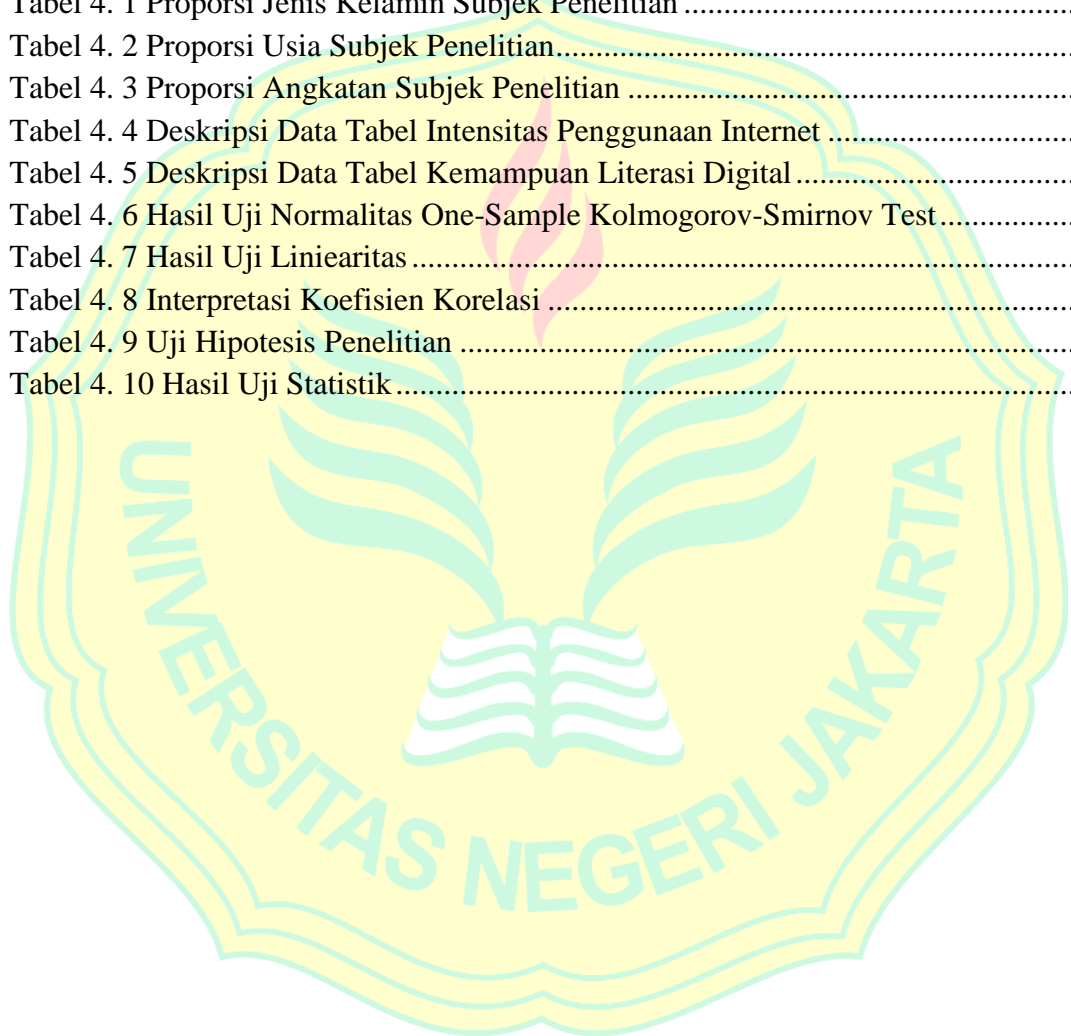 Tabel 4. 1 Proporsi Jenis Kelamin Subjek Penelitian ........................................................
Tabel 4. 2 Proporsi Usia Subjek Penelitian........................................................................
Tabel 4. 3 Proporsi Angkatan Subjek Penelitian ...............................................................
Tabel 4. 4 Deskripsi Data Tabel Intensitas Penggunaan Internet ...................................
Tabel 4. 5 Deskripsi Data Tabel Kemampuan Literasi Digital.......................................
Tabel 4. 6 Hasil Uji Normalitas One-Sample Kolmogorov-Smirnov Test...................
Tabel 4. 7 Hasil Uji Liniearitas ...........................................................................................
Tabel 4. 8 Interpretasi Koefisien Korelasi ..........................................................................
Tabel 4. 9 Uji Hipotesis Penelitian .....................................................................................
Tabel 4. 10 Hasil Uji Statistik..............................................................................................
UNIVERSITAS NEGERI JAKARTA